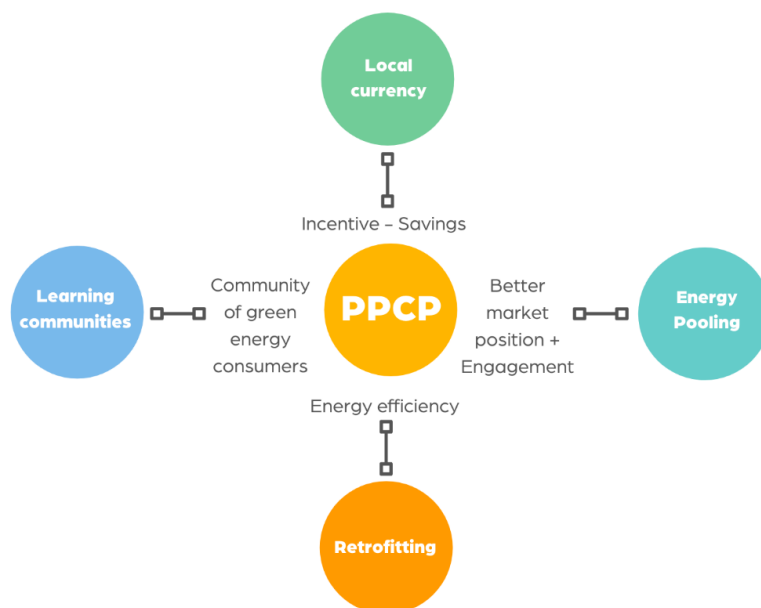 Local
currency
Incentive - Savings
Learning
communities
Community
of green
energy
consumers
PPCP
Better
market
position +
Engagement
Energy
Pooling
Energy efficiency
Retrofitting